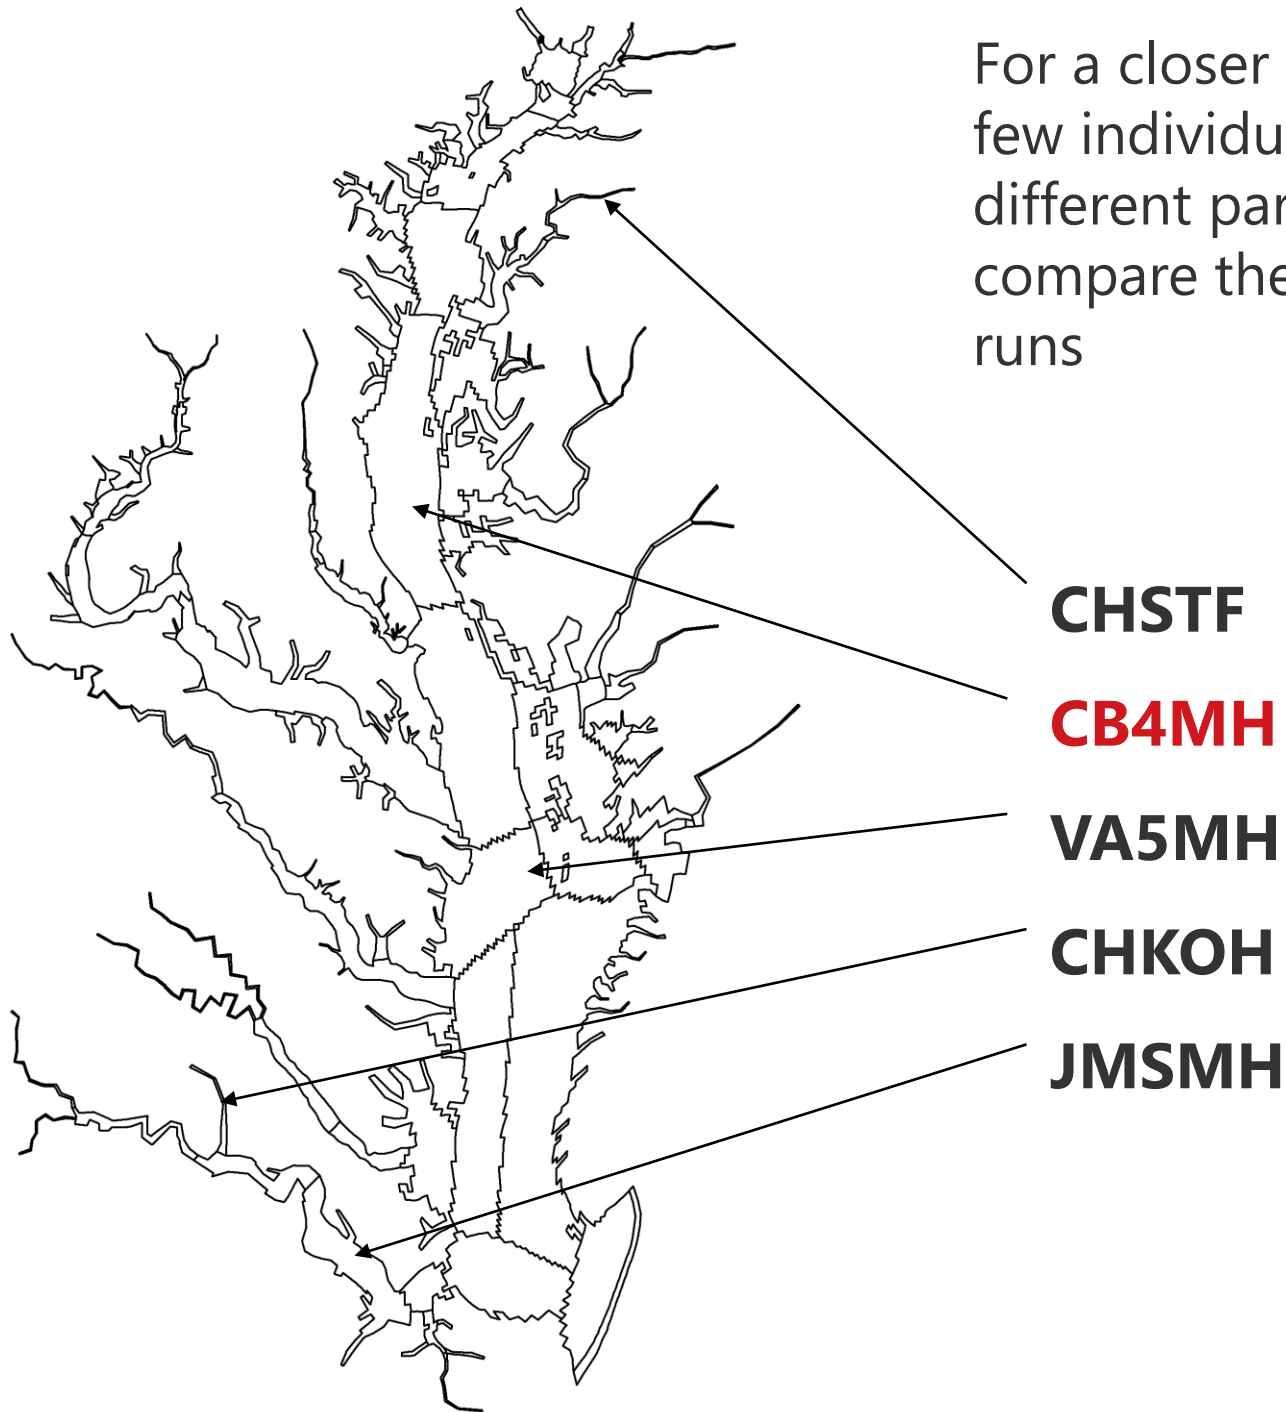 For a closer
few individu
different par
compare the
runs
CHSTF
CB4MH
VA5MH
CHKOH
JMSMH